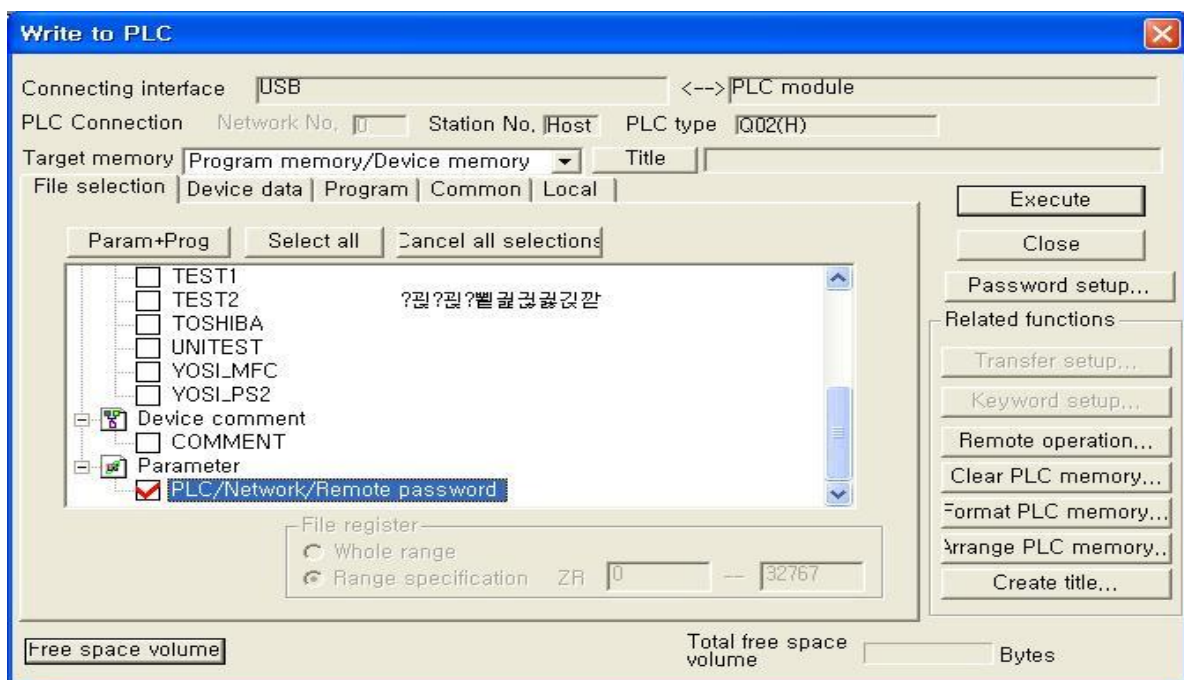 Write to PLC
Connecting interface USB <--> PLC module
PLC Connection Network No. 0 Station No. Host PLC type Q02(H)
Target memory Program memory/Device memory Title
File selection Device data Program Common Local
Execute
Param+Prog Select all Cancel all selections
Close
TEST1
Password setup...
TEST2
TOSHIBA
Related functions
UNITEST
YOSI_MFC
Transfer setup...
YOSI_PS2
Keyword setup...
Device comment
COMMENT
Remote operation...
Parameter
Clear PLC memory...
PLC/Network/Remote password
Format PLC memory...
File register
Whole range
Arrange PLC memory..
Range specification ZR 0 -- 32767
Create title...
Free space volume
Total free space
volume
Bytes